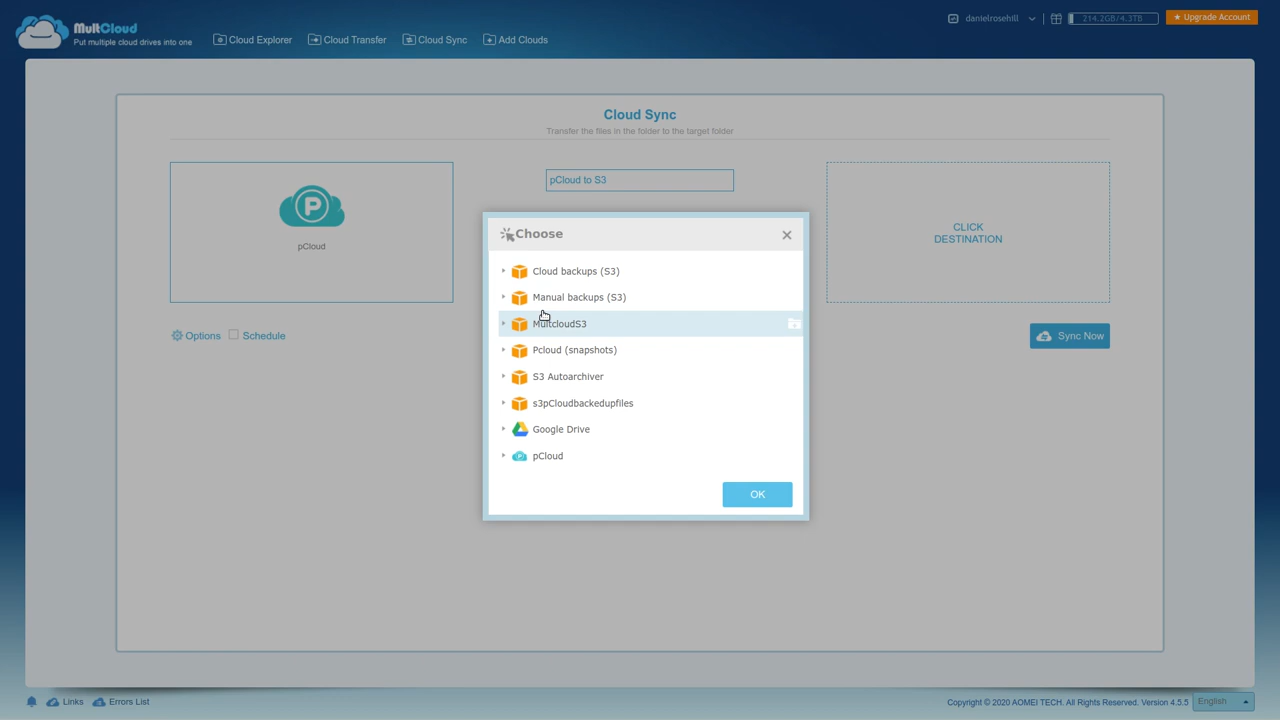 MultCloud
Put multiple cloud drives into one
Cloud Explorer
Cloud Transfer
Cloud Sync
Add Clouds
danielrosehill
214.2GB/4.3TB
★ Upgrade Account
Cloud Sync
Transfer the files in the folder to the target folder
P
pCloud
pCloud to S3
CLICK
DESTINATION
Options
Schedule
Sync Now
Choose
Cloud backups (S3)
Manual backups (S3)
MultcloudS3
Pcloud (snapshots)
S3 Autoarchiver
s3pCloudbackedupfiles
Google Drive
pCloud
OK
Links
Errors List
Copyright © 2020 AOMEI TECH. All Rights Reserved. Version 4.5.5
English